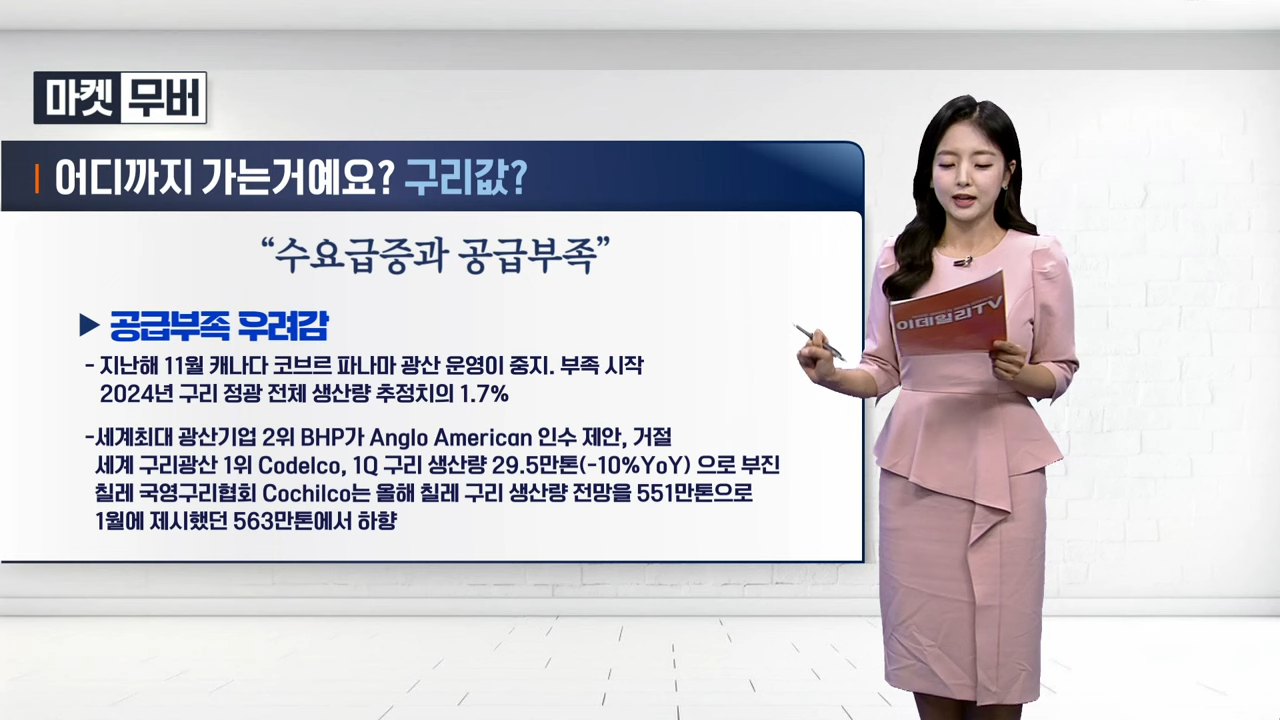 마켓 무버
어디까지 가는거예요? 구리값?
“수요급증과 공급부족”
▶ 공급부족 우려감
- 지난해 11월 캐나다 코브르 파나마 광산 운영이 중지. 부족 시작
2024년 구리 정광 전체 생산량 추정치의 1.7%
-세계최대 광산기업 2위 BHP가 Anglo American 인수 제안, 거절
세계 구리광산 1위 Codelco, 1Q 구리 생산량 29.5만톤(-10%YoY) 으로 부진
칠레 국영구리협회 Cochilco는 올해 칠레 구리 생산량 전망을 551만톤으로
1월에 제시했던 563만톤에서 하향
이데일리TV